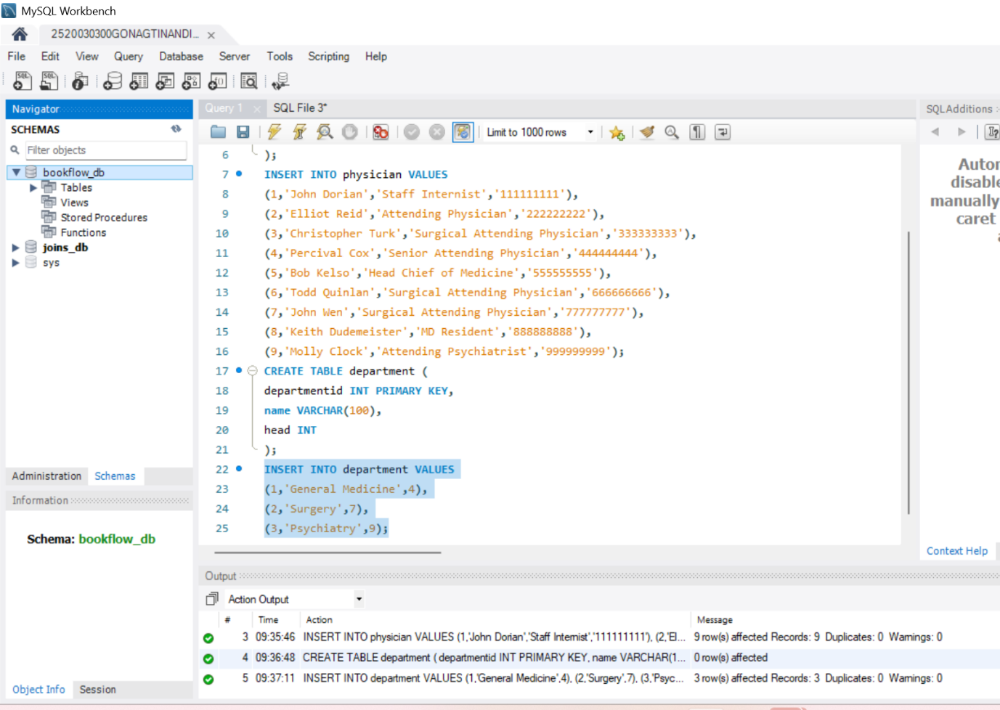 MySQL Workbench
2520030300GONAGTINANDI...
File Edit View Query Database Server Tools Scripting Help
Navigator
SCHEMAS
Filter objects
bookflow_db
Tables
Views
Stored Procedures
Functions
joins_db
sys
Administration Schemas
Information
Schema: bookflow_db
Object Info Session
Query 1 SQL File 3*
Limit to 1000 rows
6 );
7 INSERT INTO physician VALUES
8 (1,'John Dorian','Staff Internist','111111111'),
9 (2,'Elliot Reid','Attending Physician','222222222'),
10 (3,'Christopher Turk','Surgical Attending Physician','333333333'),
11 (4,'Percival Cox','Senior Attending Physician','444444444'),
12 (5,'Bob Kelso','Head Chief of Medicine','555555555'),
13 (6,'Todd Quinlan','Surgical Attending Physician','666666666'),
14 (7,'John Wen','Surgical Attending Physician','777777777'),
15 (8,'Keith Dudemeister','MD Resident','888888888'),
16 (9,'Molly Clock','Attending Psychiatrist','999999999');
17 CREATE TABLE department (
18 departmentid INT PRIMARY KEY,
19 name VARCHAR(100),
20 head INT
21 );
22 INSERT INTO department VALUES
23 (1,'General Medicine',4),
24 (2,'Surgery',7),
25 (3,'Psychiatry',9);
SQLAdditions
Autor
disable
manually
caret
Context Help
Output
Action Output
# Time Action Message
3 09:35:46 INSERT INTO physician VALUES (1,'John Dorian','Staff Internist','111111111'), (2,'El... 9 row(s) affected Records: 9 Duplicates: 0 Warnings: 0
4 09:36:48 CREATE TABLE department ( departmentid INT PRIMARY KEY, name VARCHAR(1... 0 row(s) affected
5 09:37:11 INSERT INTO department VALUES (1,'General Medicine',4), (2,'Surgery',7), (3,'Psyc... 3 row(s) affected Records: 3 Duplicates: 0 Warnings: 0